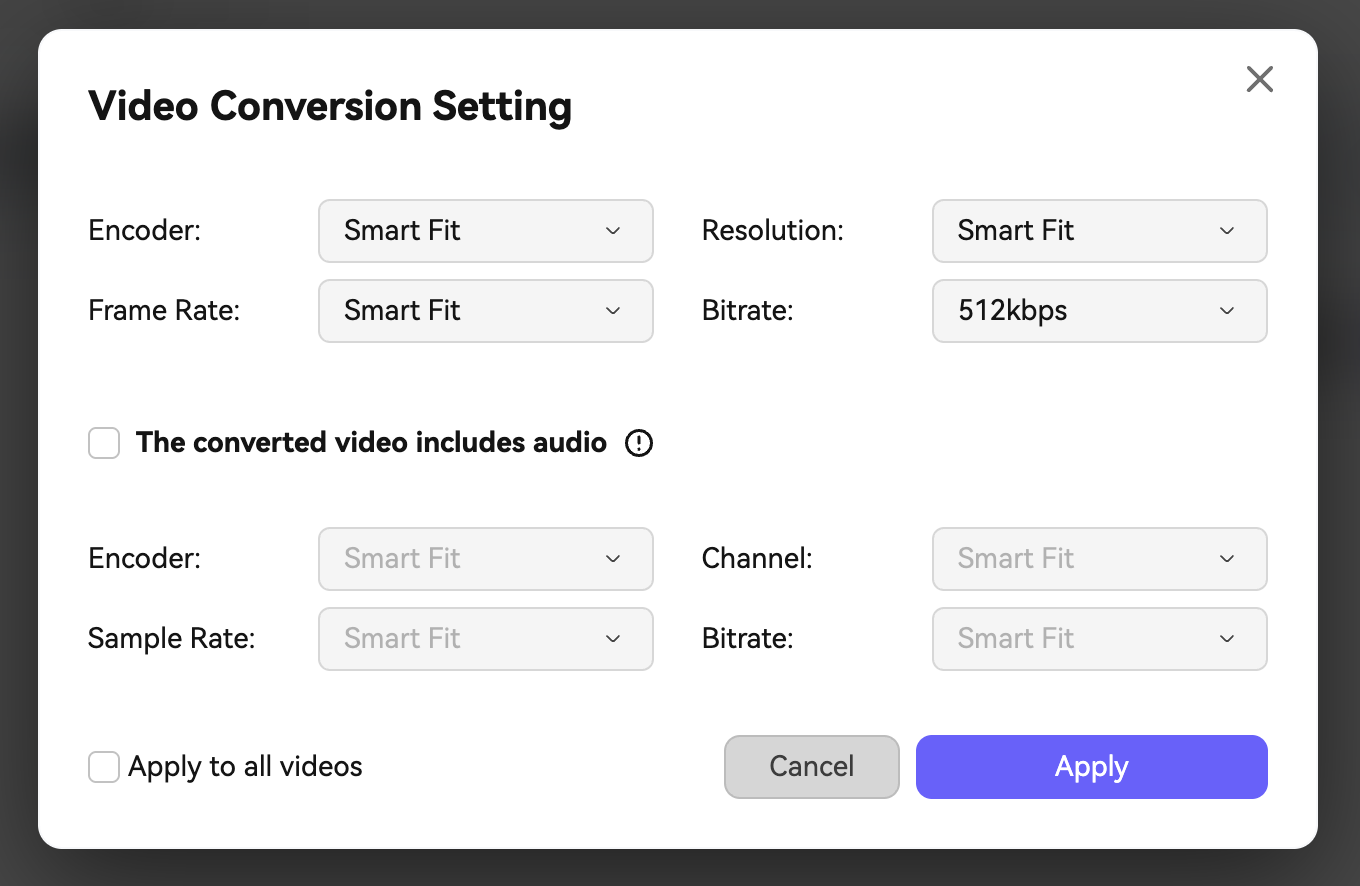 Video Conversion Setting
Encoder: Smart Fit Resolution: Smart Fit
Frame Rate: Smart Fit Bitrate: 512kbps
The converted video includes audio
Encoder: Smart Fit Channel: Smart Fit
Sample Rate: Smart Fit Bitrate: Smart Fit
Apply to all videos Cancel Apply